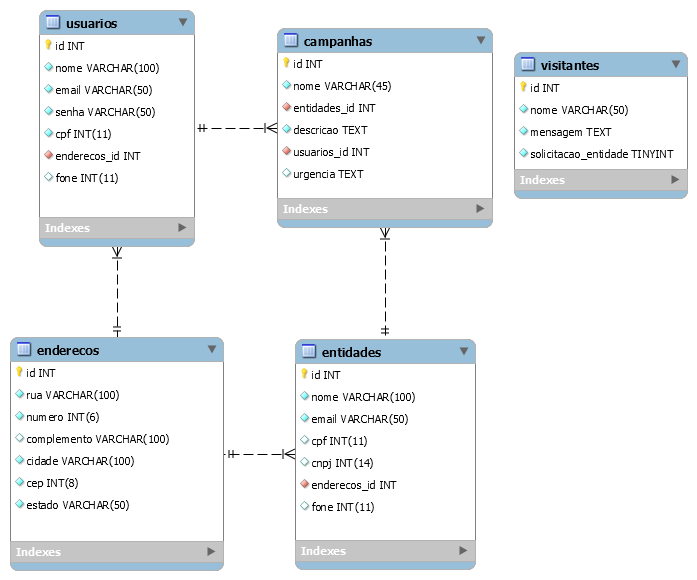 usuarios
id INT
nome VARCHAR(100)
email VARCHAR(50)
senha VARCHAR(50)
cpf INT(11)
enderecos_id INT
fone INT(11)
Indexes
campanhas
id INT
nome VARCHAR(45)
entidades_id INT
descricao TEXT
usuarios_id INT
urgencia TEXT
Indexes
visitantes
id INT
nome VARCHAR(50)
mensagem TEXT
solicitacao_entidade TINYINT
Indexes
enderecos
id INT
rua VARCHAR(100)
numero INT(6)
complemento VARCHAR(100)
cidade VARCHAR(100)
cep INT(8)
estado VARCHAR(50)
Indexes
entidades
id INT
nome VARCHAR(100)
email VARCHAR(50)
cpf INT(11)
cnpj INT(14)
enderecos_id INT
fone INT(11)
Indexes